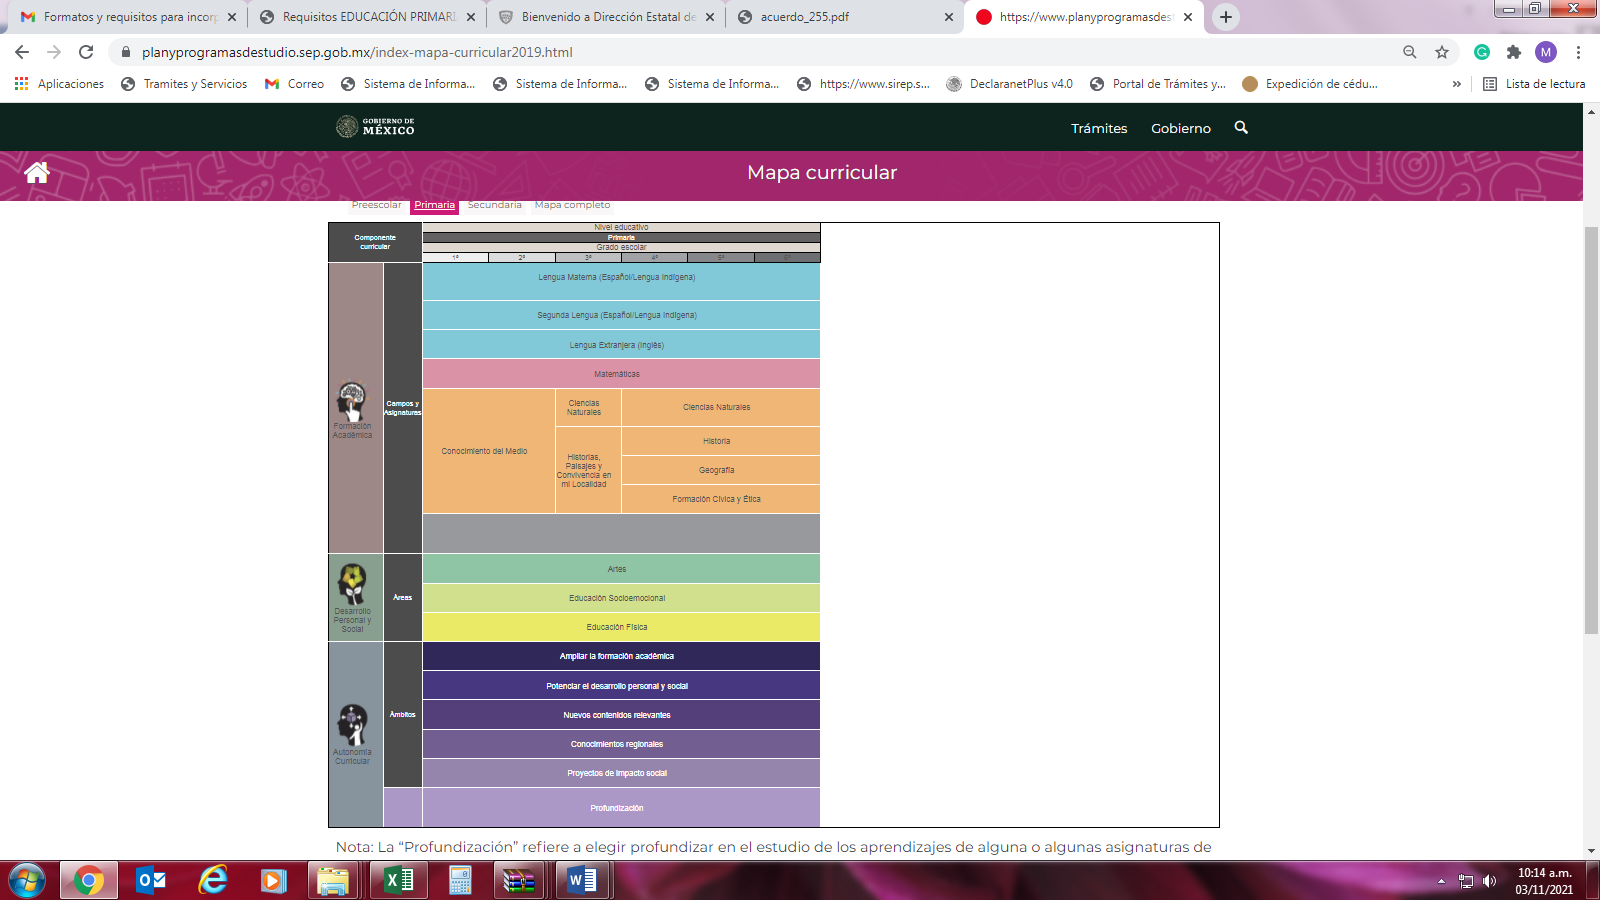 Formatos y requisitos para incorp
Requisitos EDUCACIÓN PRIMARI
Bienvenido a Dirección Estatal de
acuerdo_255.pdf
https://www.planyprogramasdest
planyprogramasdestudio.sep.gob.mx/index-mapa-curricular2019.html
M
Aplicaciones
Tramites y Servicios
Correo
Sistema de Informa...
Sistema de Informa...
Sistema de Informa...
https://www.sirep.s...
DeclaranetPlus v4.0
Portal de Trámites y...
Expedición de cédu...
»
Lista de lectura
GOBIERNO DE
MÉXICO
Trámites
Gobierno
Mapa curricular
Preescolar
Primaria
Secundaria
Mapa completo
Componente
curricular
Nivel educativo
Primaria
Grado escolar
1º 2º 3º 4º 5º 6º
Formación
Académica
Campos y
Asignaturas
Lengua Materna (Español/Lengua Indígena)
Segunda Lengua (Español/Lengua Indígena)
Lengua Extranjera (Inglés)
Matemáticas
Conocimiento del Medio
Ciencias
Naturales
Ciencias Naturales
Historias,
Paisajes y
Convivencia en
mi Localidad
Historia
Geografía
Formación Cívica y Ética
Desarrollo
Personal y
Social
Áreas
Artes
Educación Socioemocional
Educación Física
Autonomía
Curricular
Ámbitos
Ampliar la formación académica
Potenciar el desarrollo personal y social
Nuevos contenidos relevantes
Conocimientos regionales
Proyectos de impacto social
Profundización
Nota: La “Profundización” refiere a elegir profundizar en el estudio de los aprendizajes de alguna o algunas asignaturas de
10:14 a.m.
03/11/2021